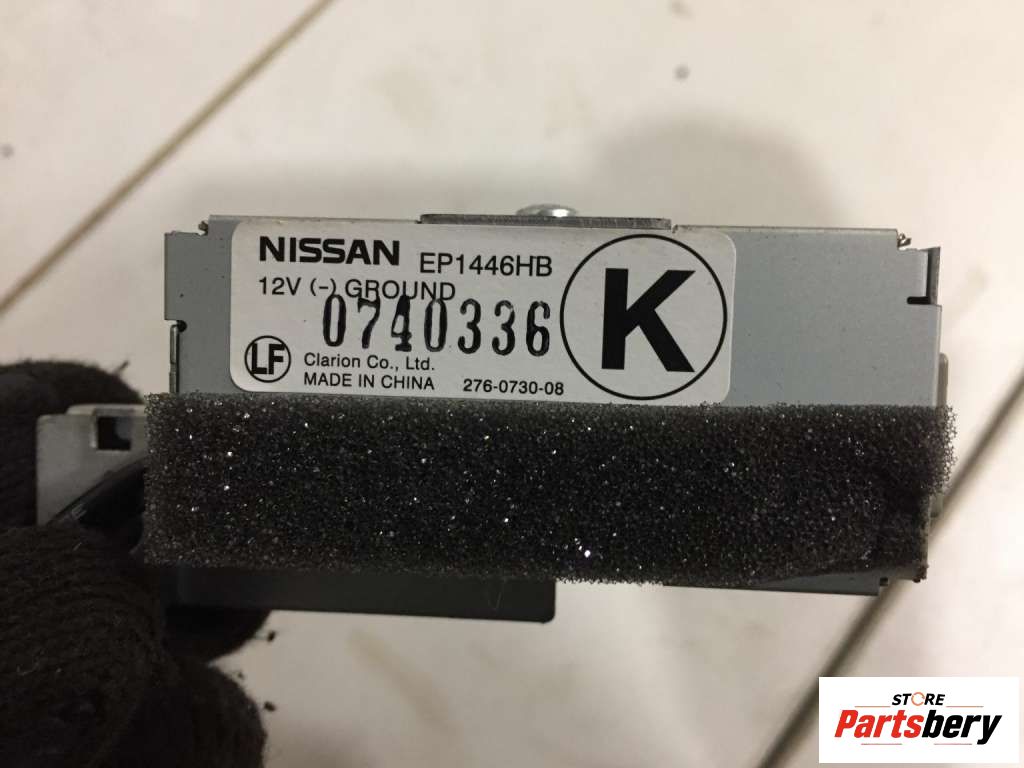 NISSAN EP1446HB
12V (-) GROUND
0740336
K
LF
Clarion Co., Ltd.
MADE IN CHINA 276-0730-08
STORE
Partsbery